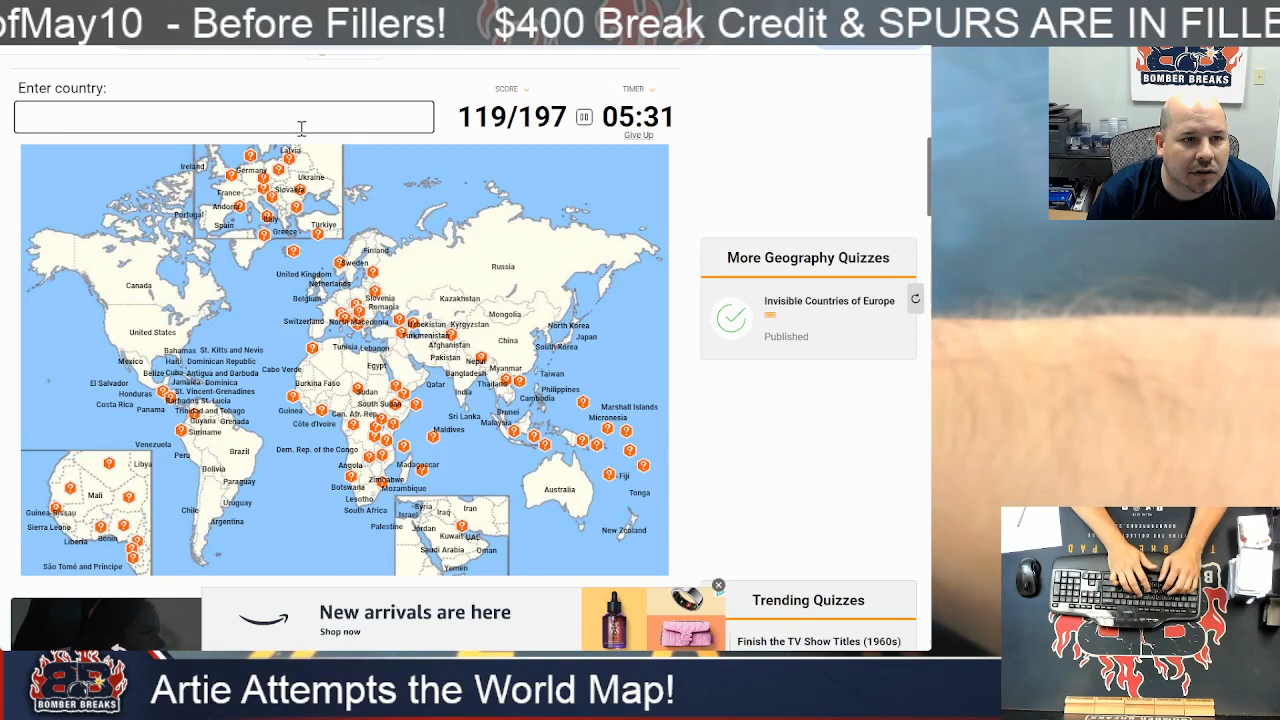 ofMay10 - Before Fillers! $400 Break Credit & SPURS ARE IN FILLE
Enter country:
SCORE
TIMER
119/197
05:31
Give Up
BOMBER BREAKS
Latvia
Ireland
Germany
Ukraine
France
Slovakia
Andorra
Portugal
Italy
Spain
Türkiye
Greece
Finland
Sweden
Russia
United Kingdom
Canada
Netherlands
Belgium
Slovenia
Kazakhstan
Romania
Mongolia
Switzerland
North Macedonia
Uzbekistan
Kyrgyzstan
North Korea
United States
Turkmenistan
Japan
China
Afghanistan
South Korea
Tunisia
Lebanon
Bahamas
St. Kitts and Nevis
Pakistan
Nepal
Mexico
Haiti
Dominican Republic
Egypt
Cabo Verde
Bangladesh
Myanmar
Taiwan
Belize
Cuba
Antigua and Barbuda
El Salvador
Jamaica
Dominica
Burkina Faso
Sudan
Qatar
India
Thailand
Philippines
Honduras
St. Vincent-Grenadines
Cambodia
Costa Rica
Barbados
St. Lucia
Guinea
South Sudan
Marshall Islands
Panama
Trinidad and Tobago
Cen. Afr. Rep.
Sri Lanka
Brunei
Micronesia
Guyana
Grenada
Côte d'Ivoire
Malaysia
Suriname
Maldives
Venezuela
Peru
Brazil
Dem. Rep. of the Congo
Libya
Angola
Madagascar
Bolivia
Fiji
Mali
Zimbabwe
Paraguay
Botswana
Mozambique
Australia
Tonga
Lesotho
Uruguay
Guinea-Bissau
Chile
South Africa
Syria
Iran
Israel
Iraq
Argentina
Sierra Leone
Palestine
Jordan
New Zealand
Liberia
Benin
Kuwait
UAE
Saudi Arabia
Oman
São Tomé and Príncipe
Yemen
More Geography Quizzes
Invisible Countries of Europe
Published
Trending Quizzes
Finish the TV Show Titles (1960s)
New arrivals are here
Shop now
BOMBER BREAKS
Artie Attempts the World Map!